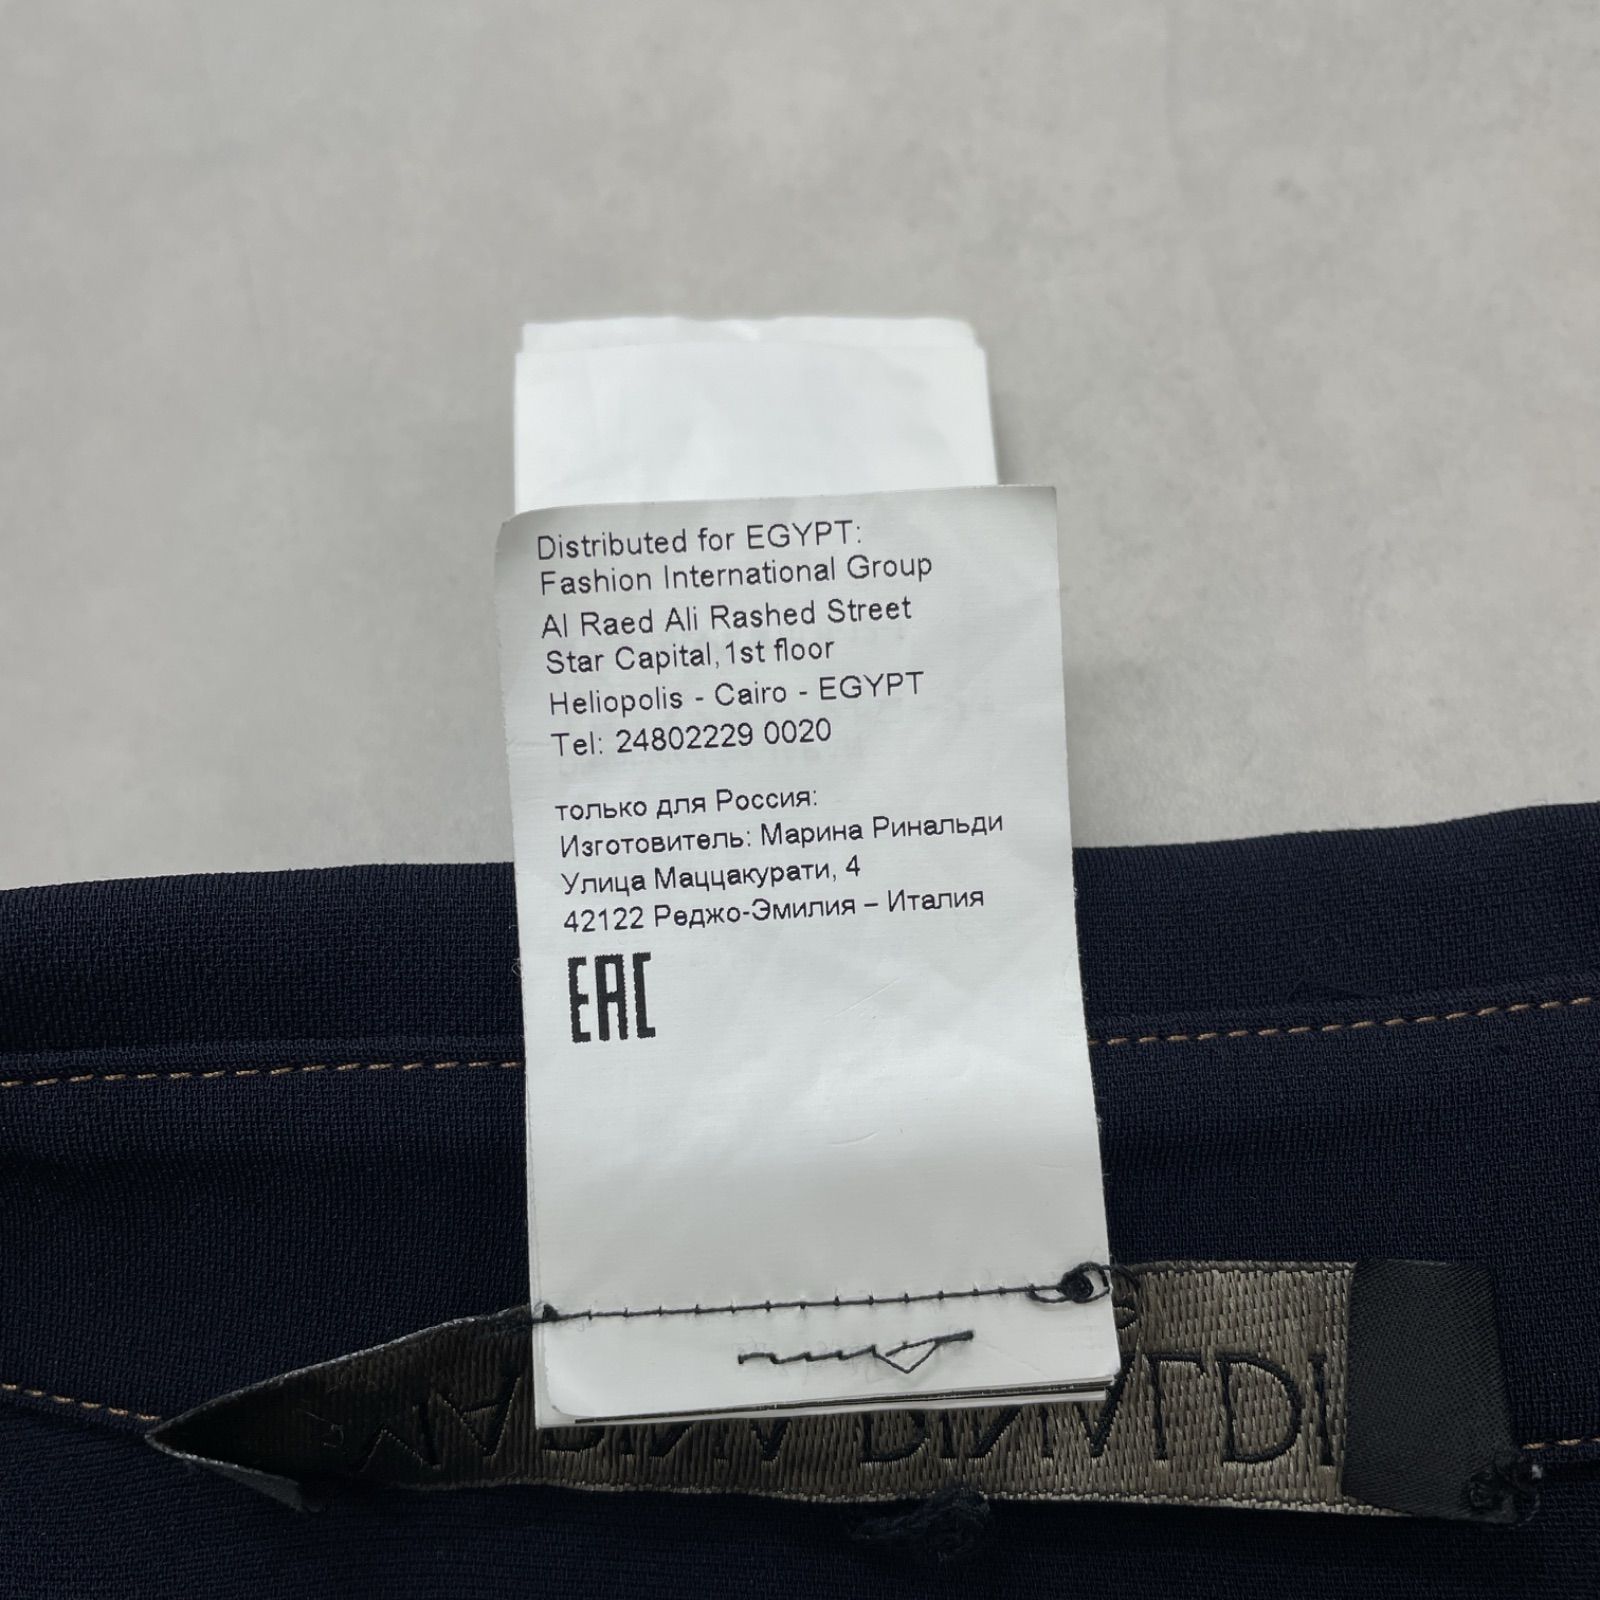 Distributed for EGYPT:
Fashion International Group
Al Raed Ali Rashed Street
Star Capital, 1st floor
Heliopolis - Cairo - EGYPT
Tel: 24802229 0020
только для Россия:
Изготовитель: Марина Ринальди
Улица Маццакурати, 4
42122 Реджо-Эмилия – Италия
EAC